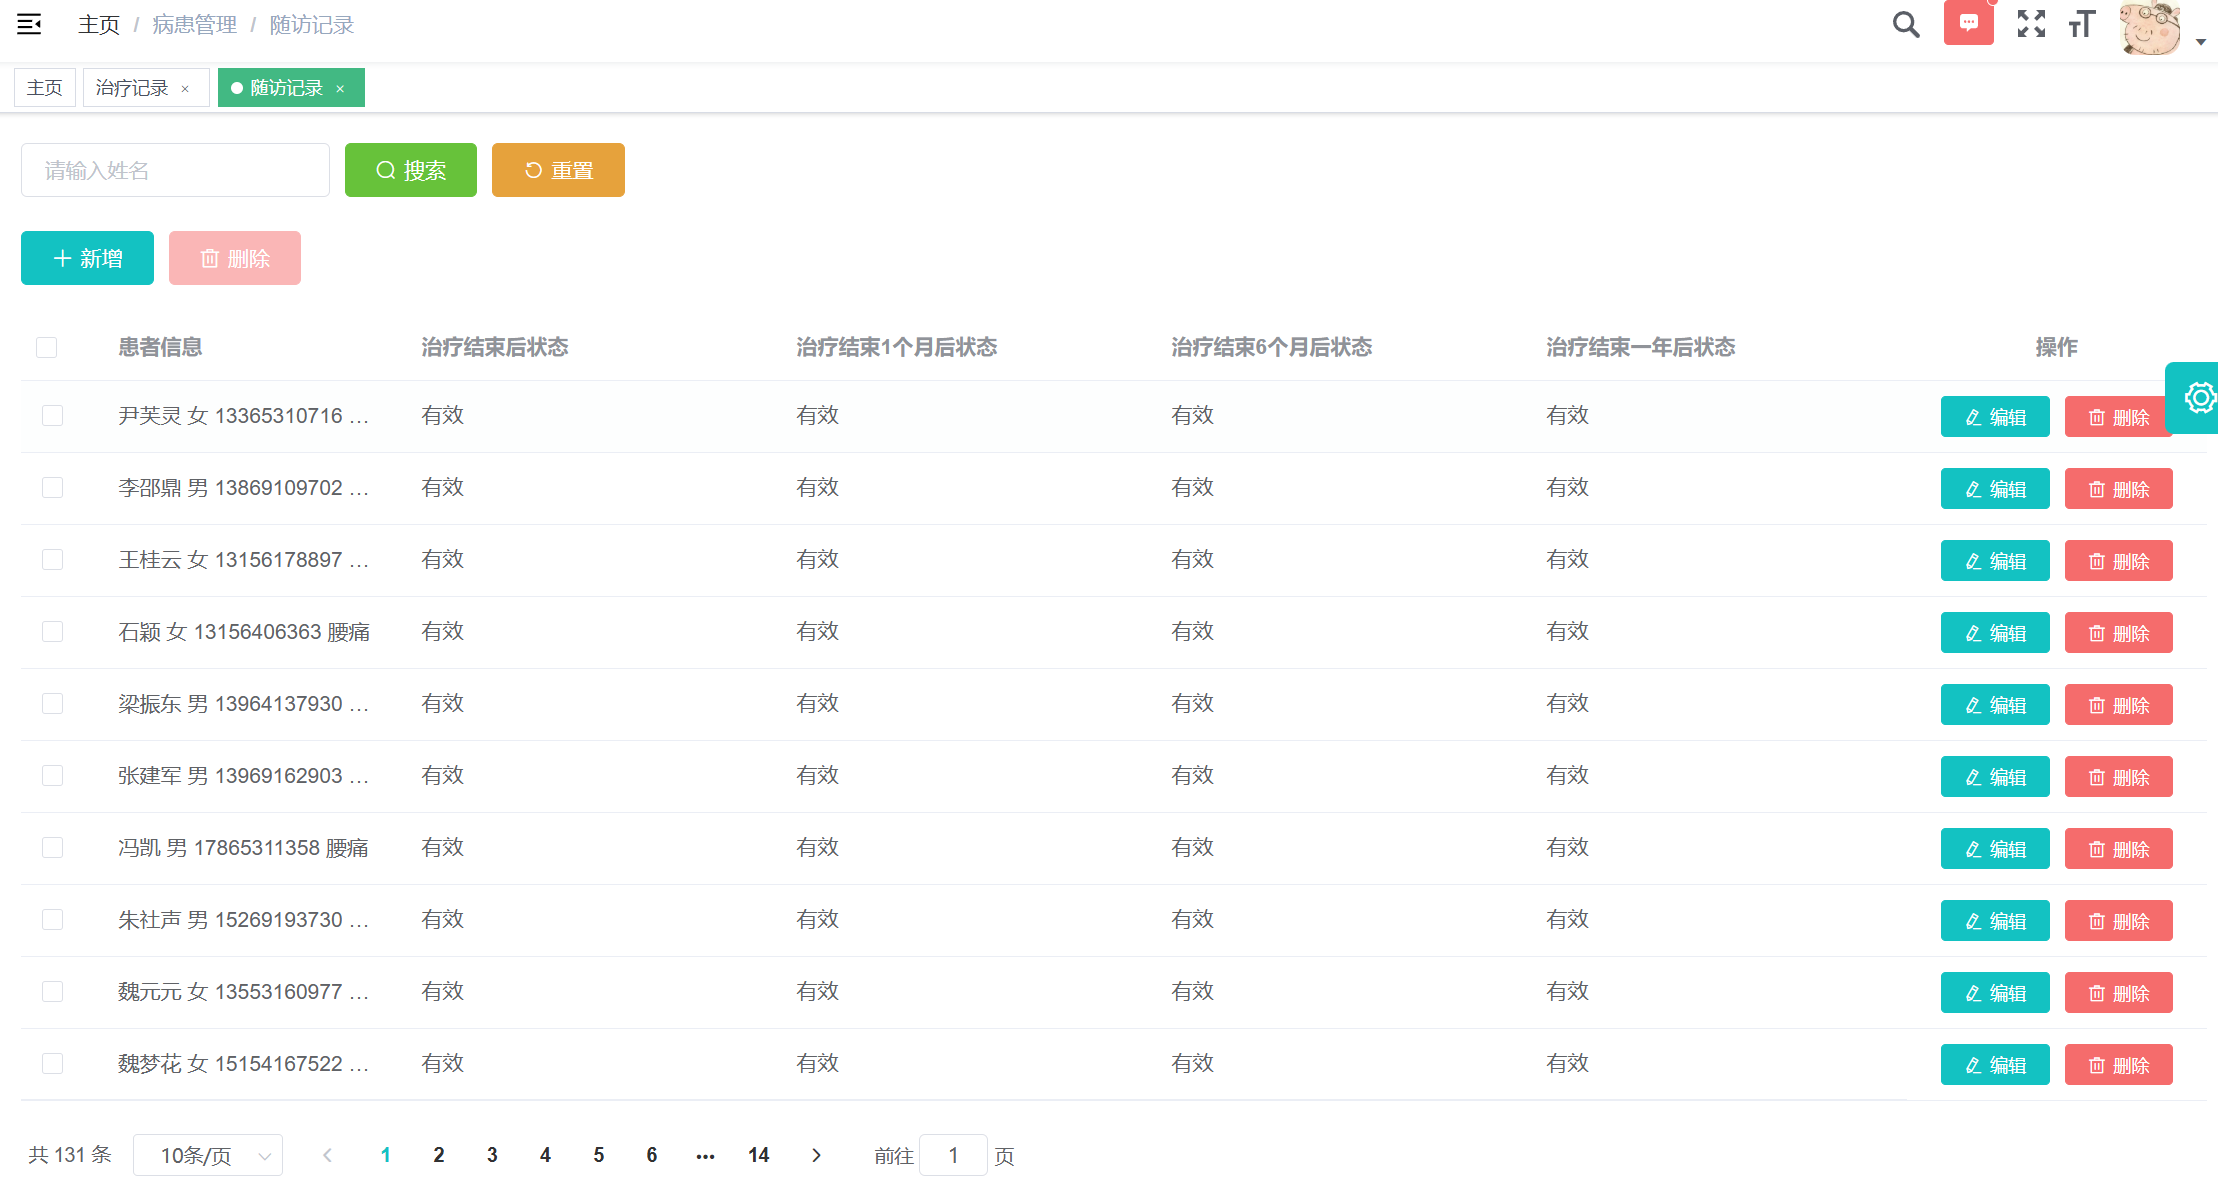 主页 / 病患管理 / 随访记录
主页 治疗记录 × 随访记录 ×
请输入姓名 搜索 重置
新增 删除
患者信息 治疗结束后状态 治疗结束1个月后状态 治疗结束6个月后状态 治疗结束一年后状态 操作
尹芙灵 女 13365310716 … 有效 有效 有效 有效 编辑 删除
李邵鼎 男 13869109702 … 有效 有效 有效 有效 编辑 删除
王桂云 女 13156178897 … 有效 有效 有效 有效 编辑 删除
石颖 女 13156406363 腰痛 有效 有效 有效 有效 编辑 删除
梁振东 男 13964137930 … 有效 有效 有效 有效 编辑 删除
张建军 男 13969162903 … 有效 有效 有效 有效 编辑 删除
冯凯 男 17865311358 腰痛 有效 有效 有效 有效 编辑 删除
朱社声 男 15269193730 … 有效 有效 有效 有效 编辑 删除
魏元元 女 13553160977 … 有效 有效 有效 有效 编辑 删除
魏梦花 女 15154167522 … 有效 有效 有效 有效 编辑 删除
共 131 条 10条/页 1 2 3 4 5 6 ••• 14 前往 1 页